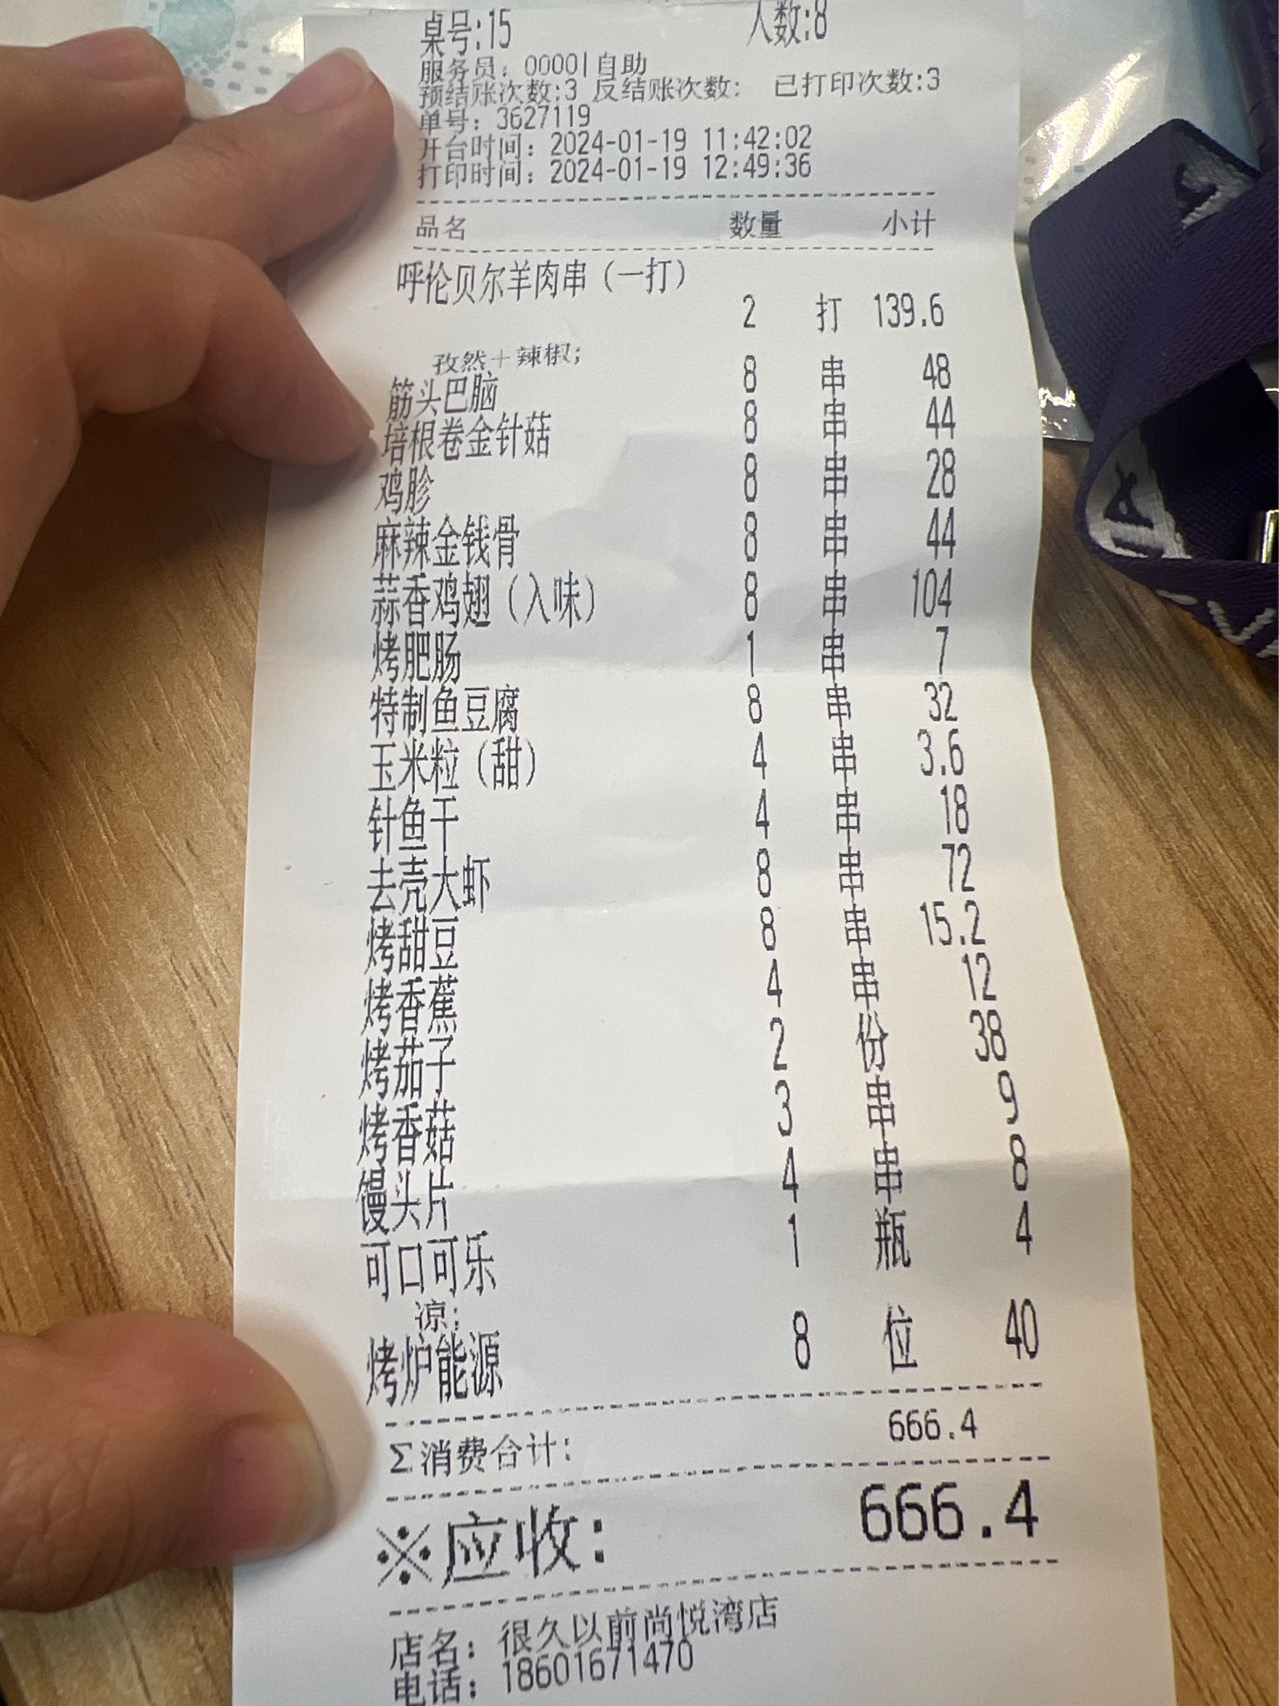 桌号:15 人数:8
服务员: 0000|自助
预结账次数:3 反结账次数: 已打印次数:3
单号: 3627119
开台时间: 2024-01-19 11:42:02
打印时间: 2024-01-19 12:49:36
品名 数量 小计
呼伦贝尔羊肉串(一打)
2 打 139.6
孜然+辣椒;
筋头巴脑 8 串 48
培根卷金针菇 8 串 44
鸡胗 8 串 28
麻辣金钱骨 8 串 44
蒜香鸡翅(入味) 8 串 104
烤肥肠 1 串 7
特制鱼豆腐 8 串 32
玉米粒(甜) 4 串 3.6
针鱼干 4 串 18
去壳大虾 8 串 72
烤甜豆 8 串 15.2
烤香蕉 4 串 12
烤茄子 2 份 38
烤香菇 3 串 9
馒头片 4 串 8
可口可乐 1 瓶 4
凉;
烤炉能源 8 位 40
Σ消费合计: 666.4
※应收: 666.4
店名: 很久以前尚悦湾店
电话: 18601671470